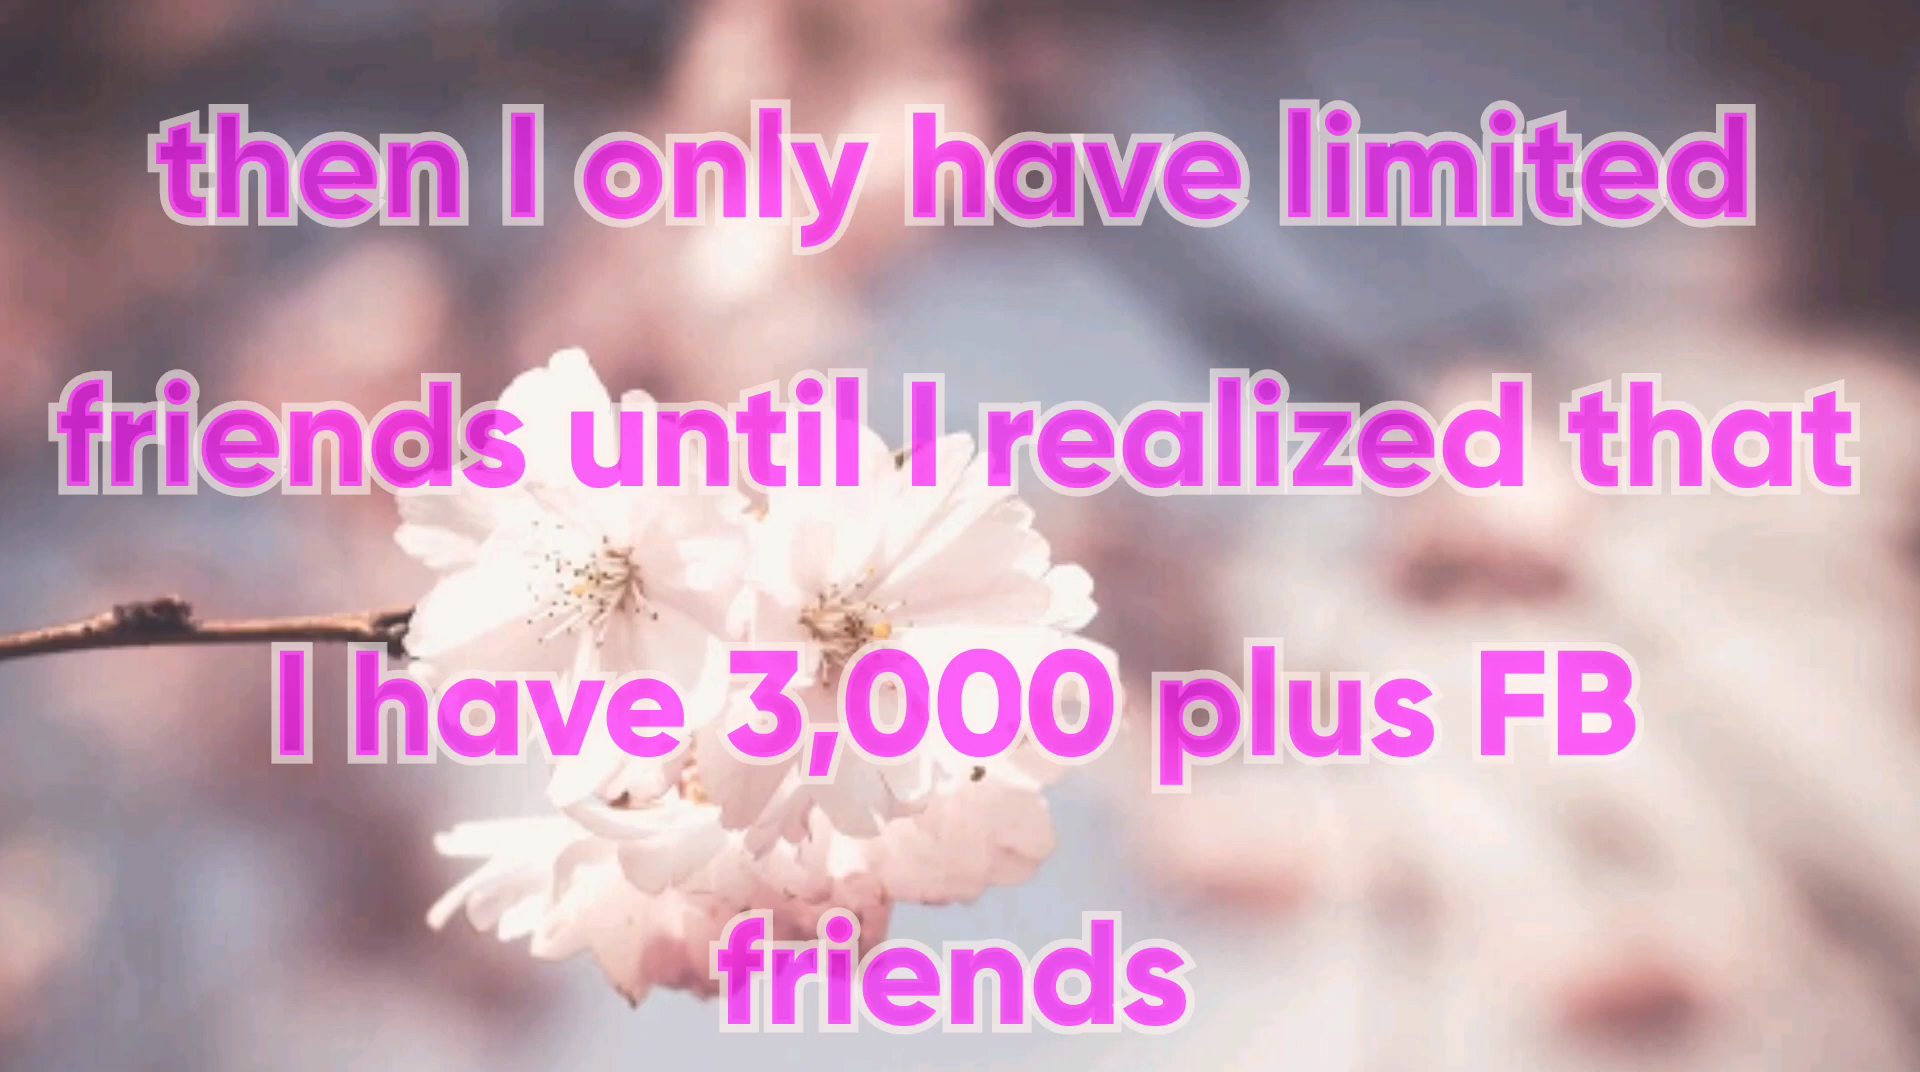 then I only have limited
friends until I realized that
I have 3,000 plus FB
friends